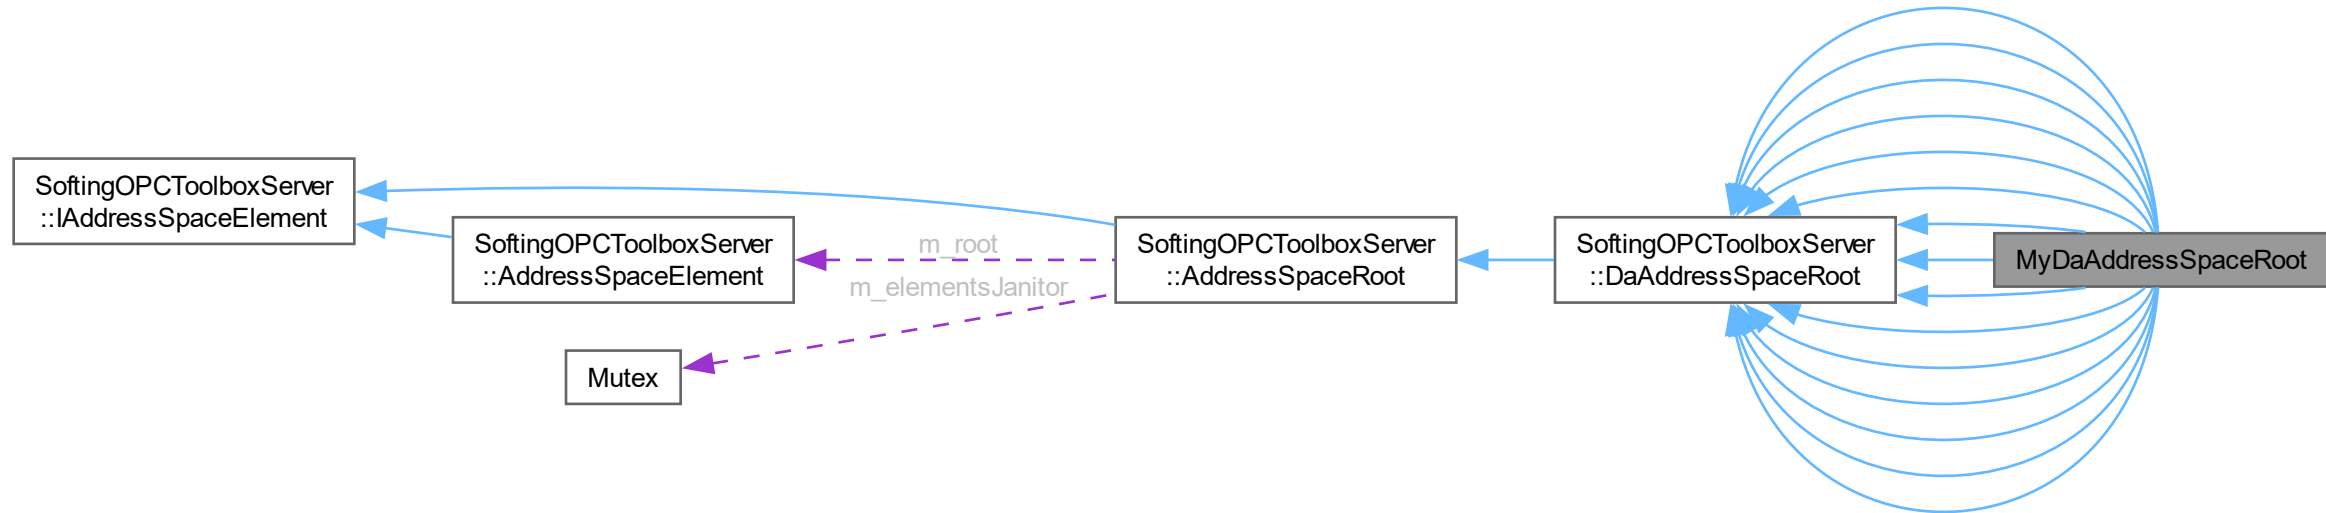 SoftingOPCToolboxServer
::IAddressSpaceElement
SoftingOPCToolboxServer
::AddressSpaceElement
Mutex
m_root
m_elementsJanitor
SoftingOPCToolboxServer
::AddressSpaceRoot
SoftingOPCToolboxServer
::DaAddressSpaceRoot
MyDaAddressSpaceRoot